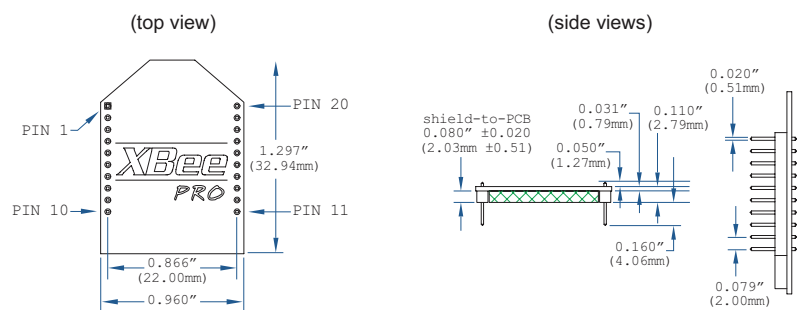 (top view)
(side views)
PIN 20
PIN 1
1.297″
(32.94mm)
XBee
PRO
PIN 10
PIN 11
0.866″
(22.00mm)
0.960″
shield-to-PCB
0.080″ ±0.020
(2.03mm ±0.51)
0.031″
(0.79mm)
0.110″
(2.79mm)
0.050″
(1.27mm)
0.160″
(4.06mm)
0.020″
(0.51mm)
0.079″
(2.00mm)